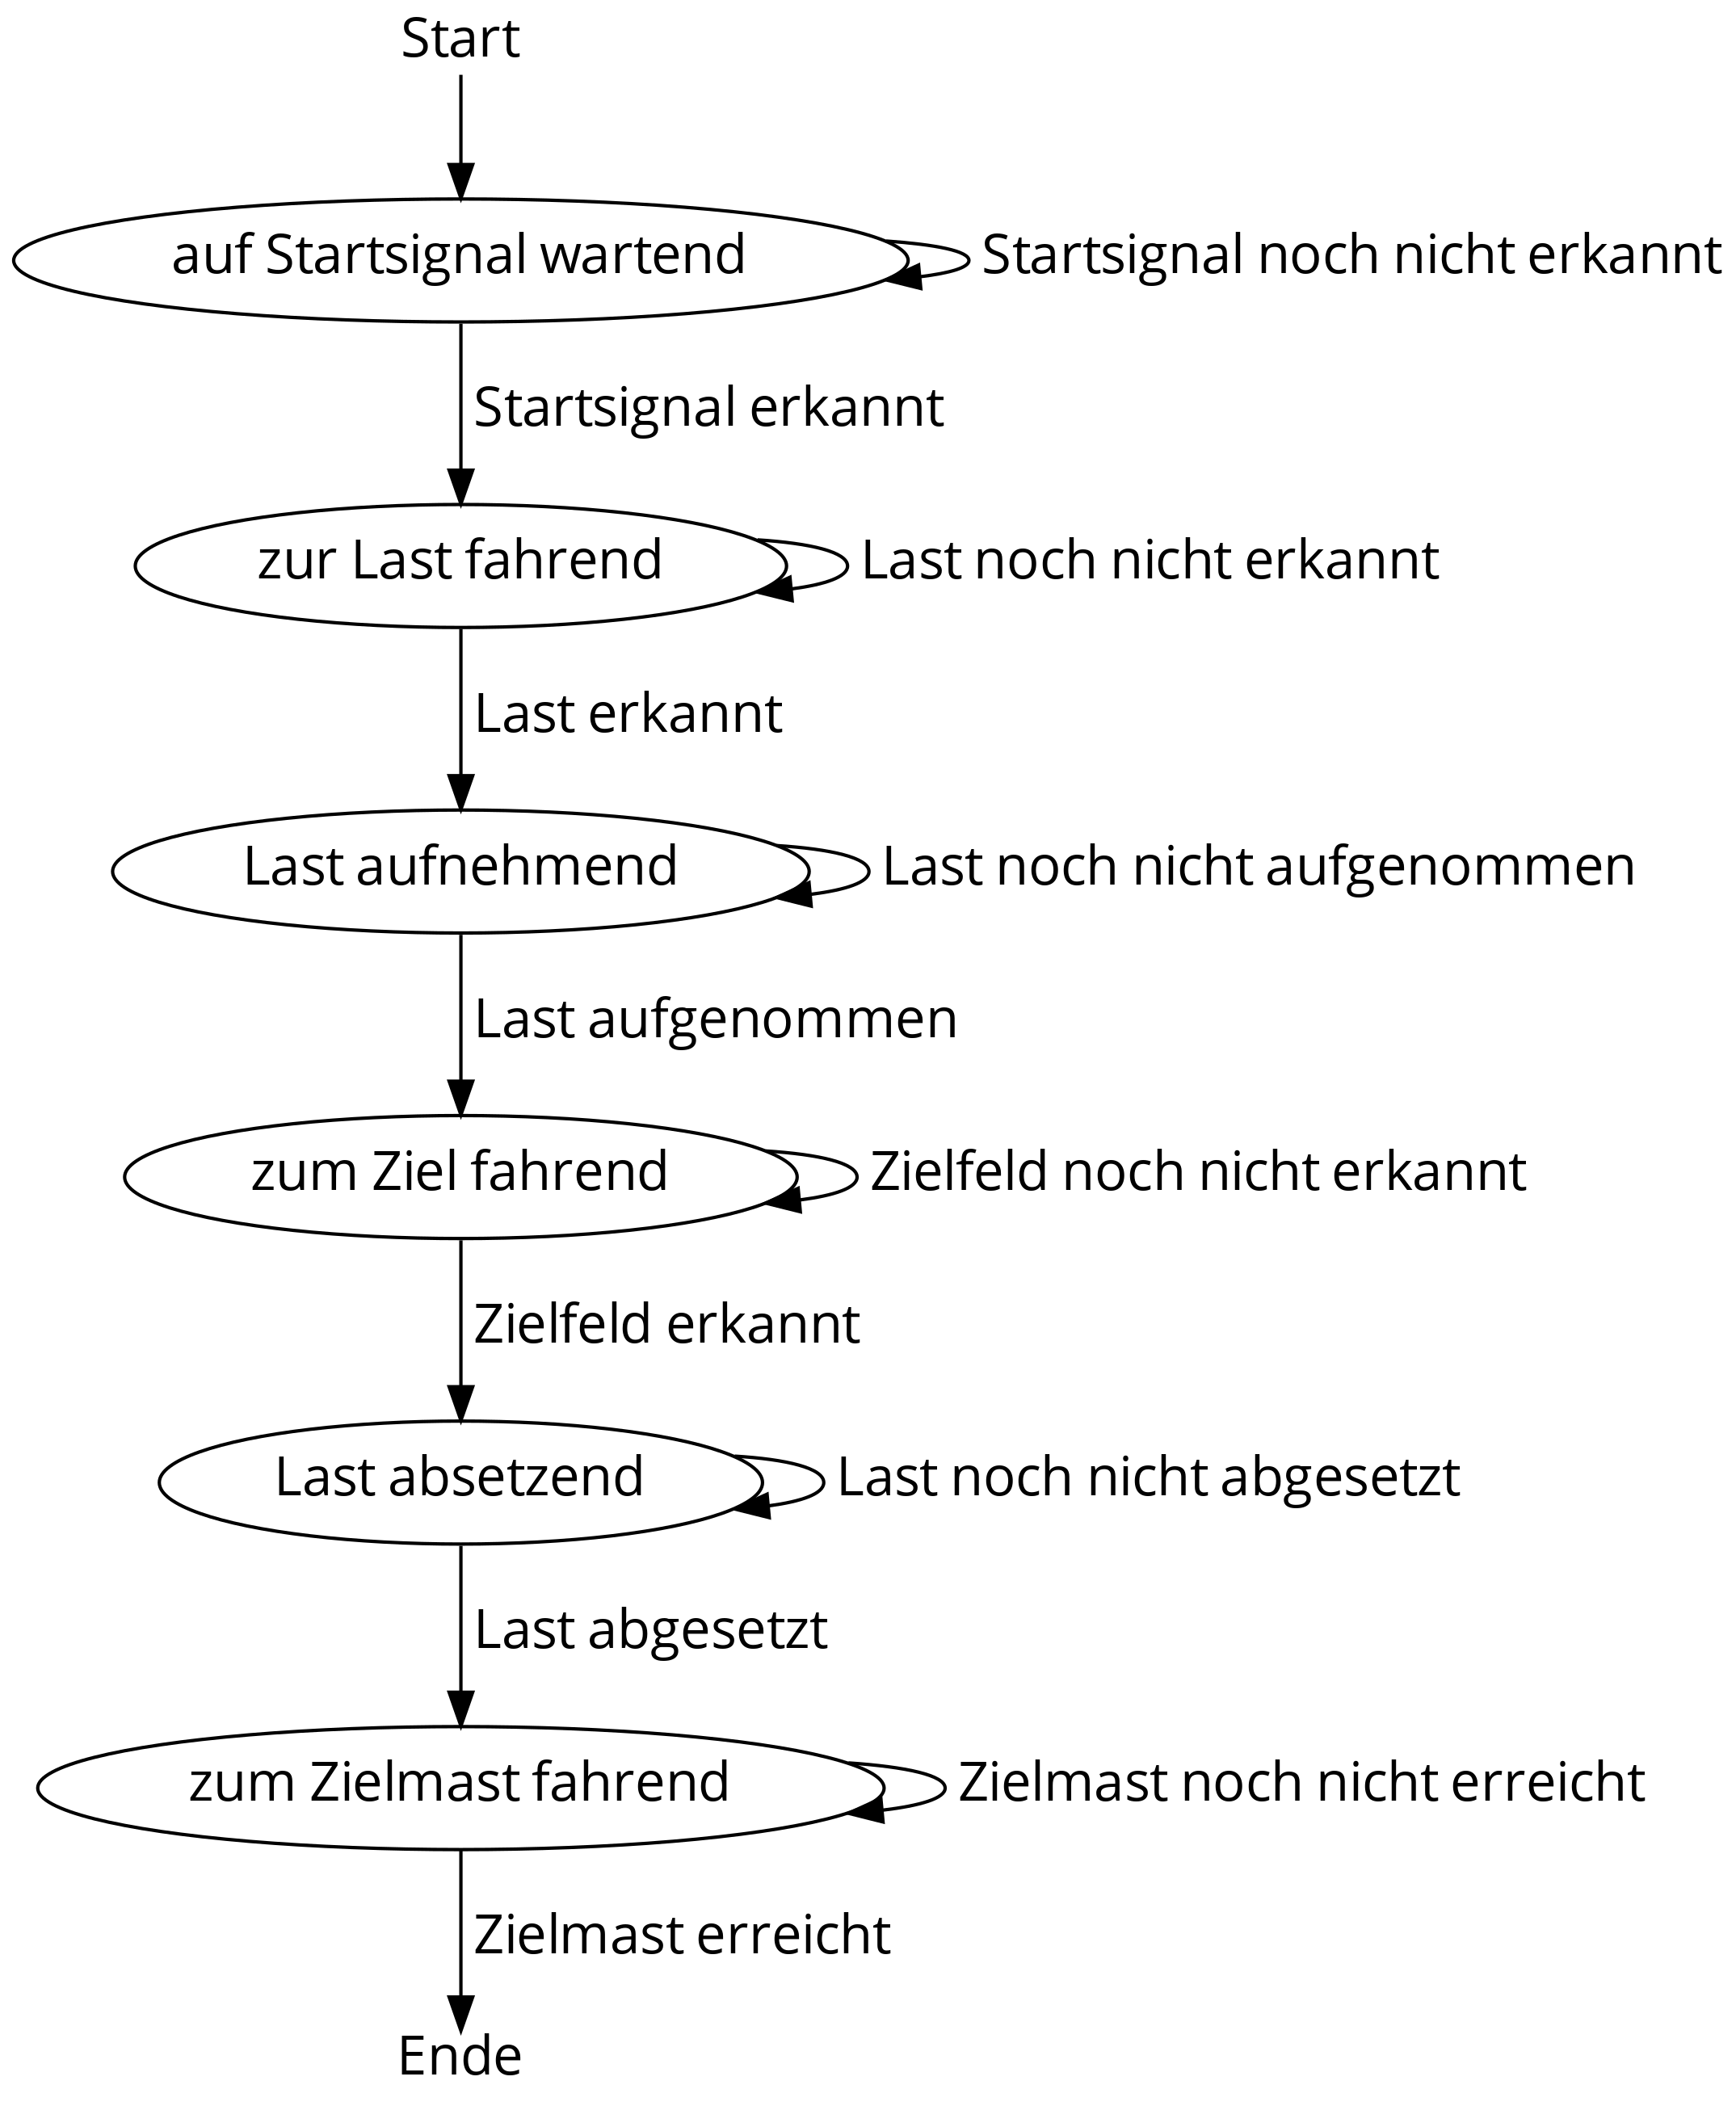 Start
auf Startsignal wartend
Startsignal noch nicht erkannt
Startsignal erkannt
zur Last fahrend
Last noch nicht erkannt
Last erkannt
Last aufnehmend
Last noch nicht aufgenommen
Last aufgenommen
zum Ziel fahrend
Zielfeld noch nicht erkannt
Zielfeld erkannt
Last absetzend
Last noch nicht abgesetzt
Last abgesetzt
zum Zielmast fahrend
Zielmast noch nicht erreicht
Zielmast erreicht
Ende